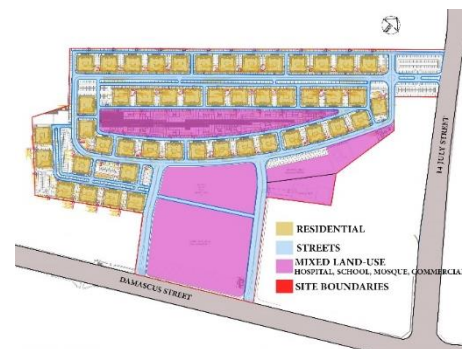 14 JULY STREET
RESIDENTIAL
STREETS
MIXED LAND-USE
HOSPITAL, SCHOOL, MOSQUE, COMMERCIA
SITE BOUNDARIES
DAMASCUS STREET